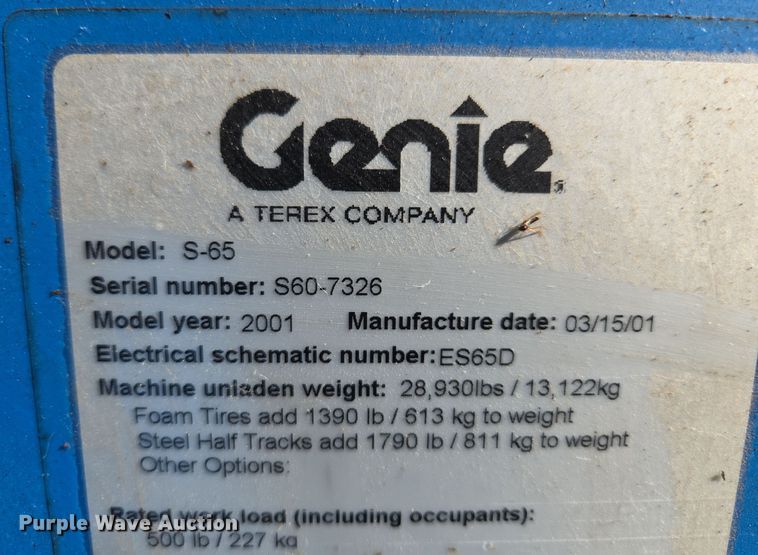 Genie
A TEREX COMPANY
Model: S-65
Serial number: S60-7326
Model year: 2001 Manufacture date: 03/15/01
Electrical schematic number:ES65D
Machine unladen weight: 28,930lbs / 13,122kg
Foam Tires add 1390 lb / 613 kg to weight
Steel Half Tracks add 1790 lb / 811 kg to weight
Other Options:
Rated work load (including occupants):
500 lb / 227 kg
Purple Wave Auction